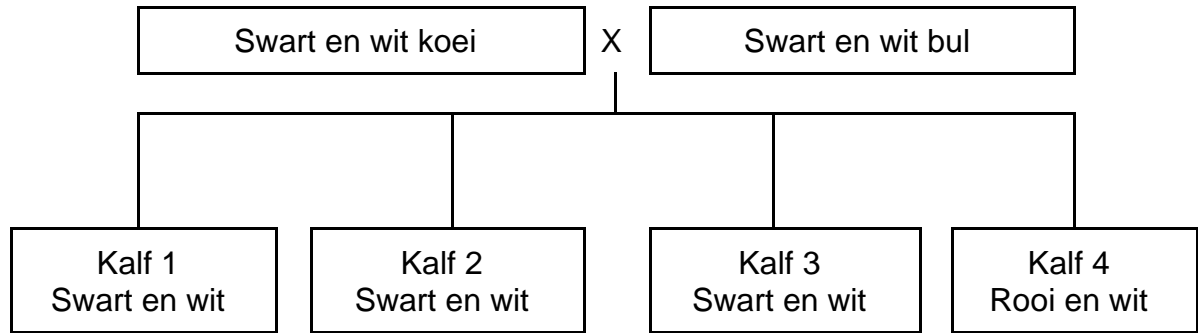 Swart en wit koei X Swart en wit bul
Kalf 1
Swart en wit
Kalf 2
Swart en wit
Kalf 3
Swart en wit
Kalf 4
Rooi en wit